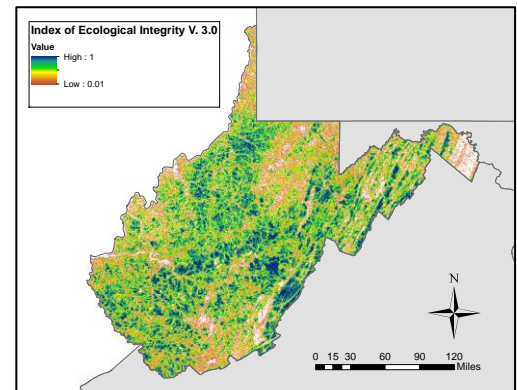 Index of Ecological Integrity V. 3.0
Value
High : 1
Low : 0.01
N
0 15 30 60 90 120
Miles